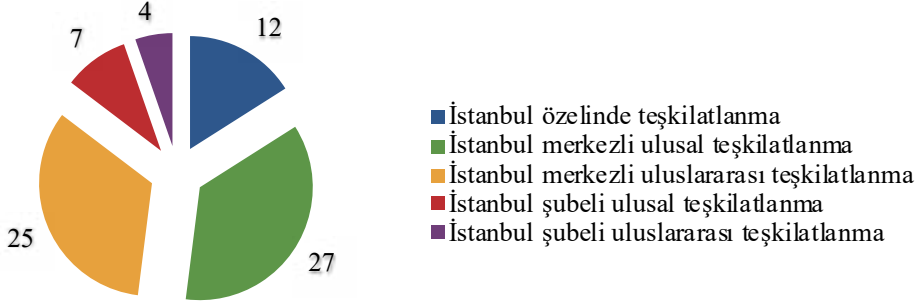 4
12
7
25
27
İstanbul özelinde teşkilatlanma
İstanbul merkezli ulusal teşkilatlanma
İstanbul merkezli uluslararası teşkilatlanma
İstanbul şubeli ulusal teşkilatlanma
İstanbul şubeli uluslararası teşkilatlanma